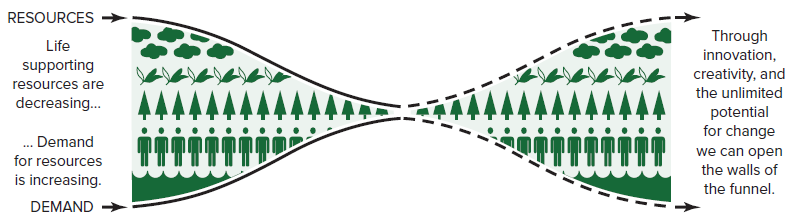 RESOURCES
Life
supporting
resources are
decreasing...
... Demand
for resources
is increasing.
DEMAND
Through
innovation,
creativity, and
the unlimited
potential
for change
we can open
the walls of
the funnel.